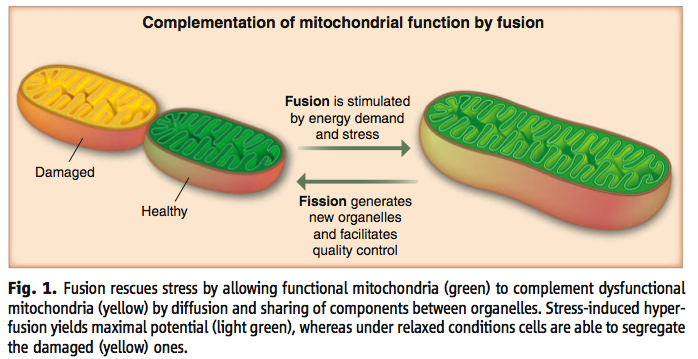 Complementation of mitochondrial function by fusion
Fusion is stimulated
by energy demand
and stress
Damaged
Healthy
Fission generates
new organelles
and facilitates
quality control
Fig. 1. Fusion rescues stress by allowing functional mitochondria (green) to complement dysfunctional
mitochondria (yellow) by diffusion and sharing of components between organelles. Stress-induced hyper-
fusion yields maximal potential (light green), whereas under relaxed conditions cells are able to segregate
the damaged (yellow) ones.